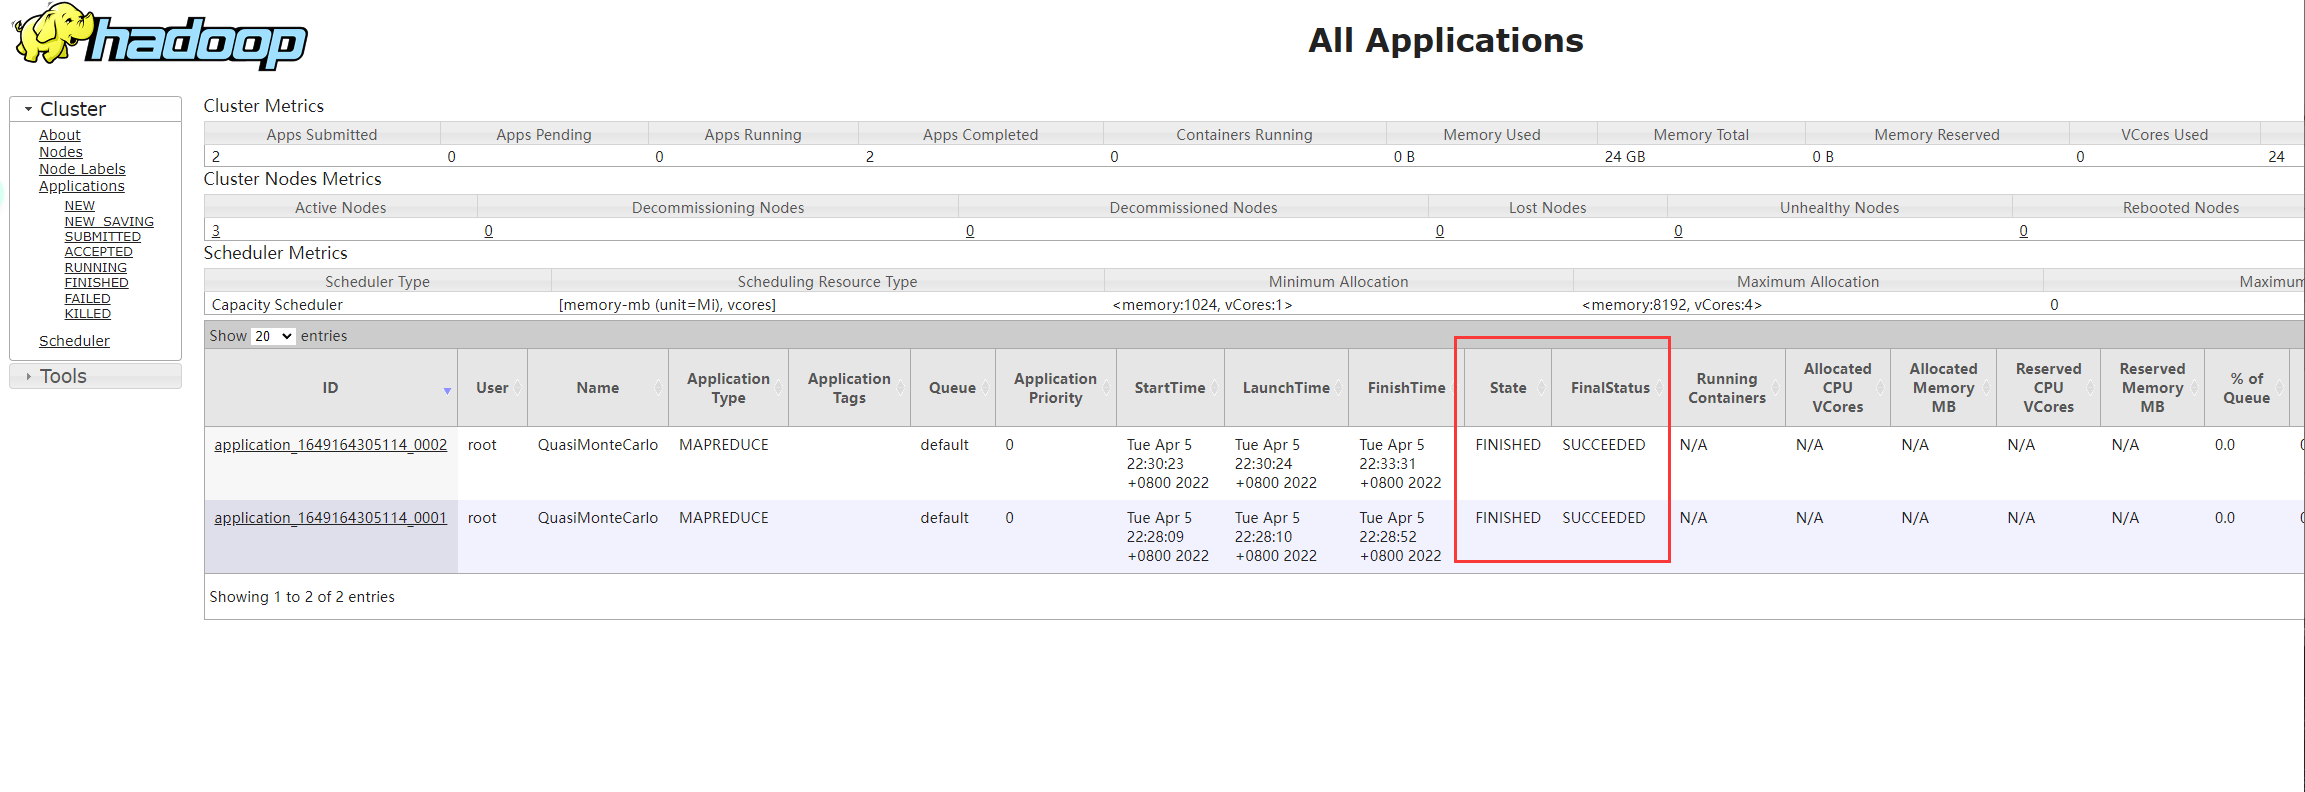 hadoop
All Applications
Cluster
About
Nodes
Node Labels
Applications
NEW
NEW_SAVING
SUBMITTED
ACCEPTED
RUNNING
FINISHED
FAILED
KILLED
Scheduler
Tools
Cluster Metrics
Apps Submitted Apps Pending Apps Running Apps Completed Containers Running Memory Used Memory Total Memory Reserved VCores Used
2 0 0 2 0 0 B 24 GB 0 B 0 24
Cluster Nodes Metrics
Active Nodes Decommissioning Nodes Decommissioned Nodes Lost Nodes Unhealthy Nodes Rebooted Nodes
3 0 0 0 0 0
Scheduler Metrics
Scheduler Type Scheduling Resource Type Minimum Allocation Maximum Allocation Maximum
Capacity Scheduler [memory-mb (unit=Mi), vcores] <memory:1024, vCores:1> <memory:8192, vCores:4> 0
Show 20 entries
ID User Name Application Type Application Tags Queue Application Priority StartTime LaunchTime FinishTime State FinalStatus Running Containers Allocated CPU VCores Allocated Memory MB Reserved CPU VCores Reserved Memory MB % of Queue
application_1649164305114_0002 root QuasiMonteCarlo MAPREDUCE default 0 Tue Apr 5 22:30:23 +0800 2022 Tue Apr 5 22:30:24 +0800 2022 Tue Apr 5 22:33:31 +0800 2022 FINISHED SUCCEEDED N/A N/A N/A N/A N/A 0.0
application_1649164305114_0001 root QuasiMonteCarlo MAPREDUCE default 0 Tue Apr 5 22:28:09 +0800 2022 Tue Apr 5 22:28:10 +0800 2022 Tue Apr 5 22:28:52 +0800 2022 FINISHED SUCCEEDED N/A N/A N/A N/A N/A 0.0
Showing 1 to 2 of 2 entries